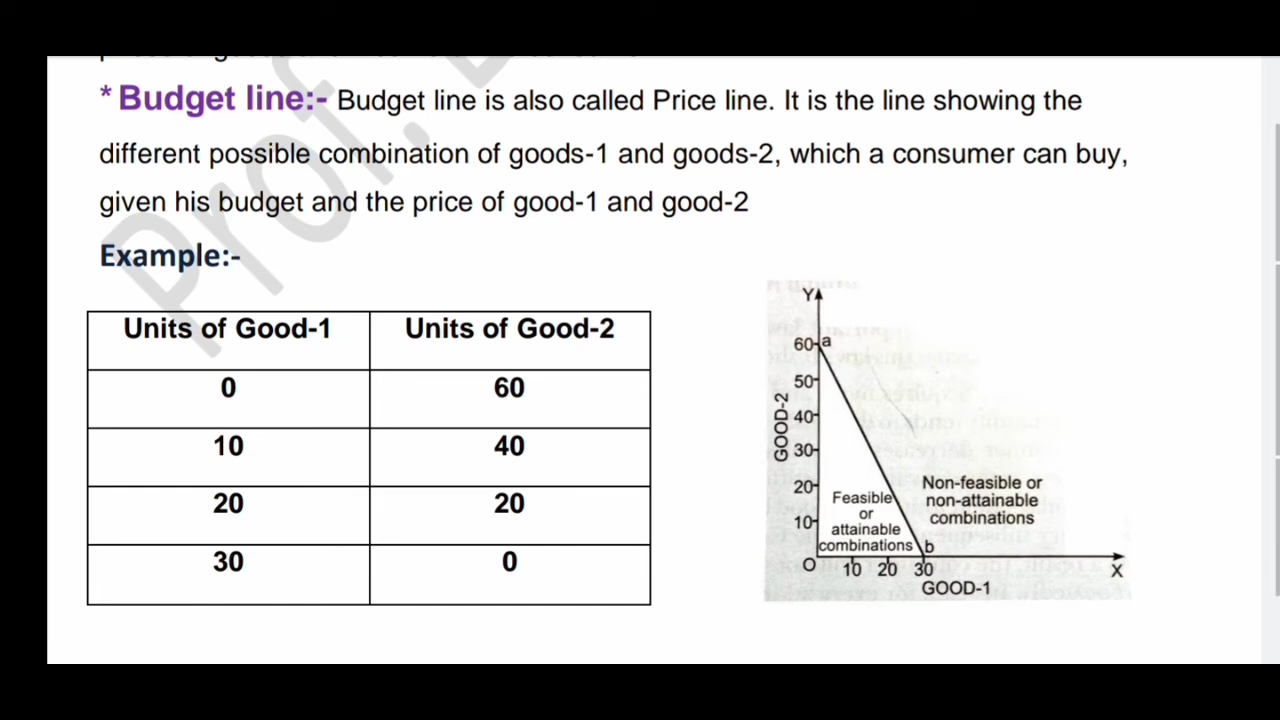 * Budget line:- Budget line is also called Price line. It is the line showing the
different possible combination of goods-1 and goods-2, which a consumer can buy,
given his budget and the price of good-1 and good-2
Example:-
Units of Good-1 Units of Good-2
0 60
10 40
20 20
30 0
Y
60 a
50
40
30
20
10
GOOD-2
Feasible
or
attainable
combinations
b
Non-feasible or
non-attainable
combinations
O 10 20 30 X
GOOD-1
Prof.